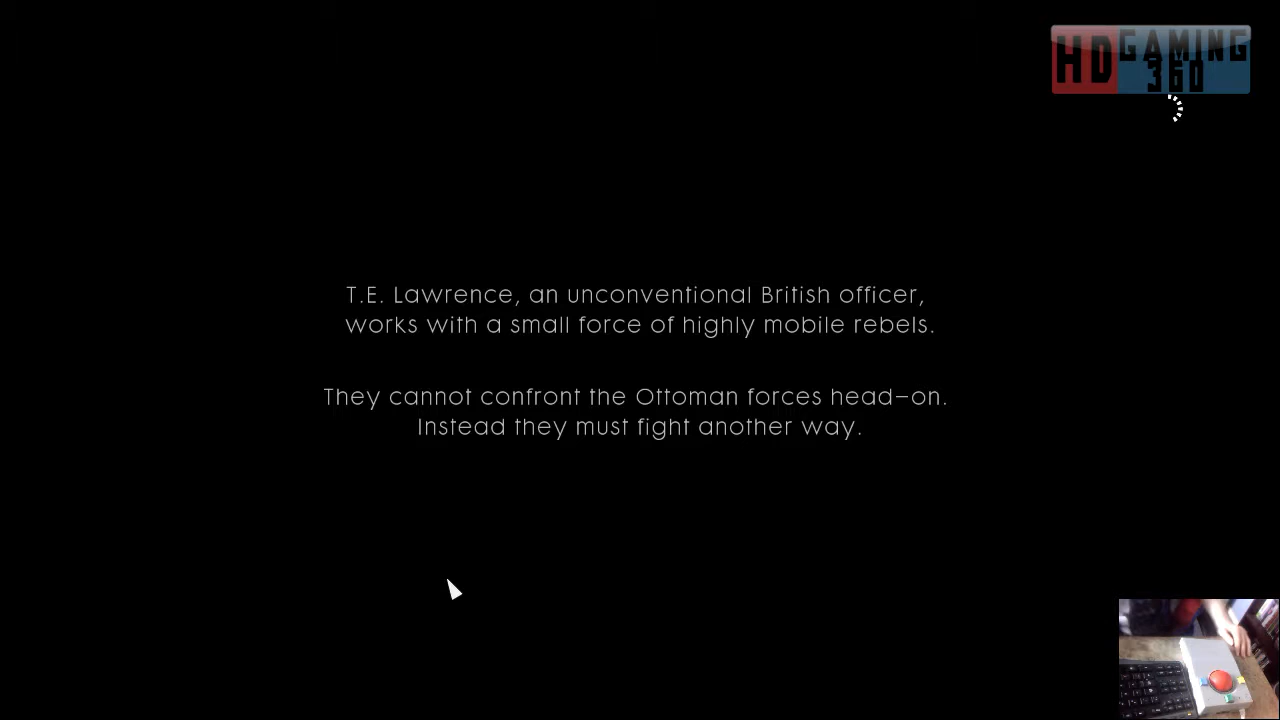 HD GAMING
360
T.E. Lawrence, an unconventional British officer,
works with a small force of highly mobile rebels.
They cannot confront the Ottoman forces head-on.
Instead they must fight another way.